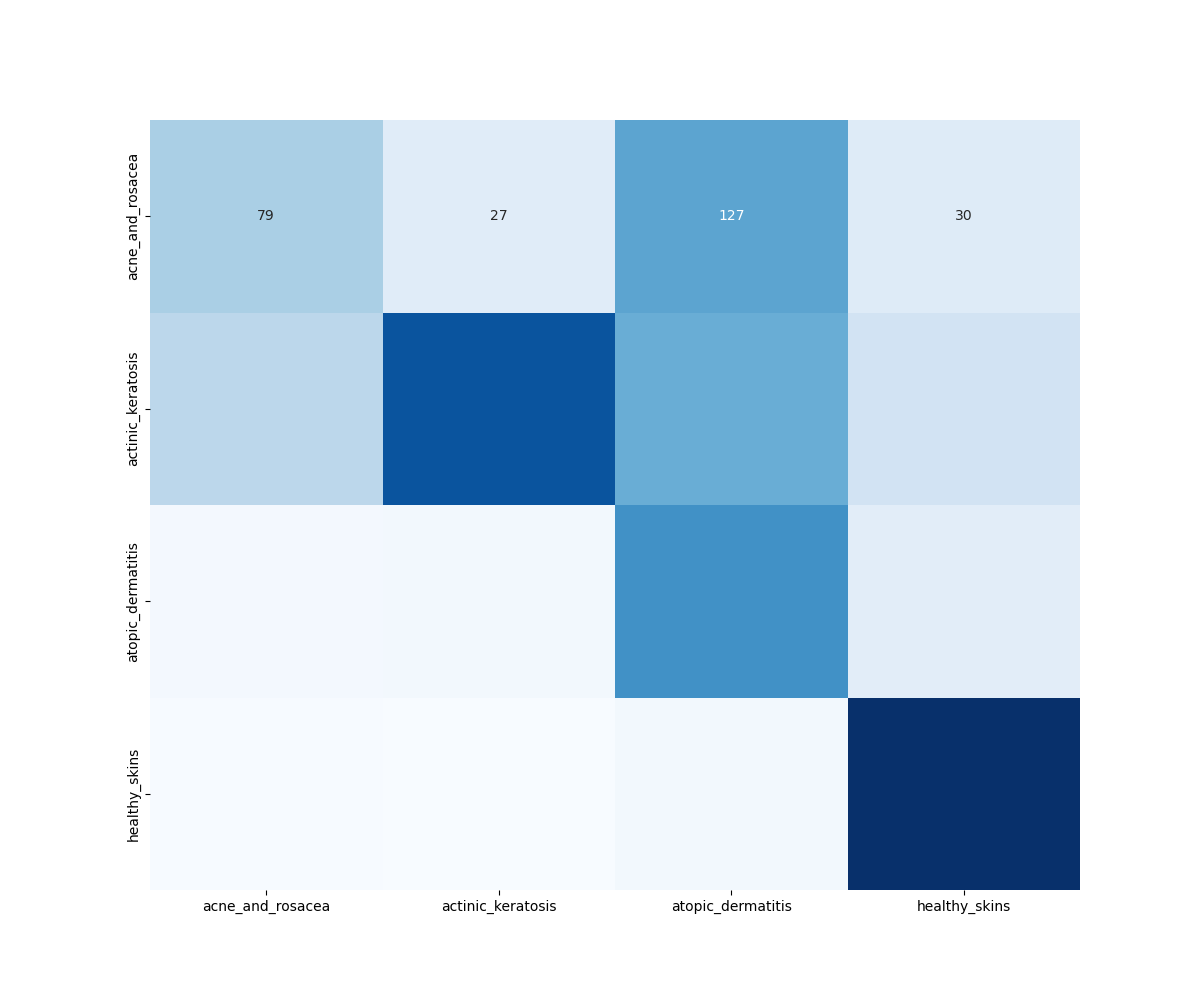 acne_and_rosacea
79 27 127 30
actinic_keratosis
atopic_dermatitis
healthy_skins
acne_and_rosacea actinic_keratosis atopic_dermatitis healthy_skins